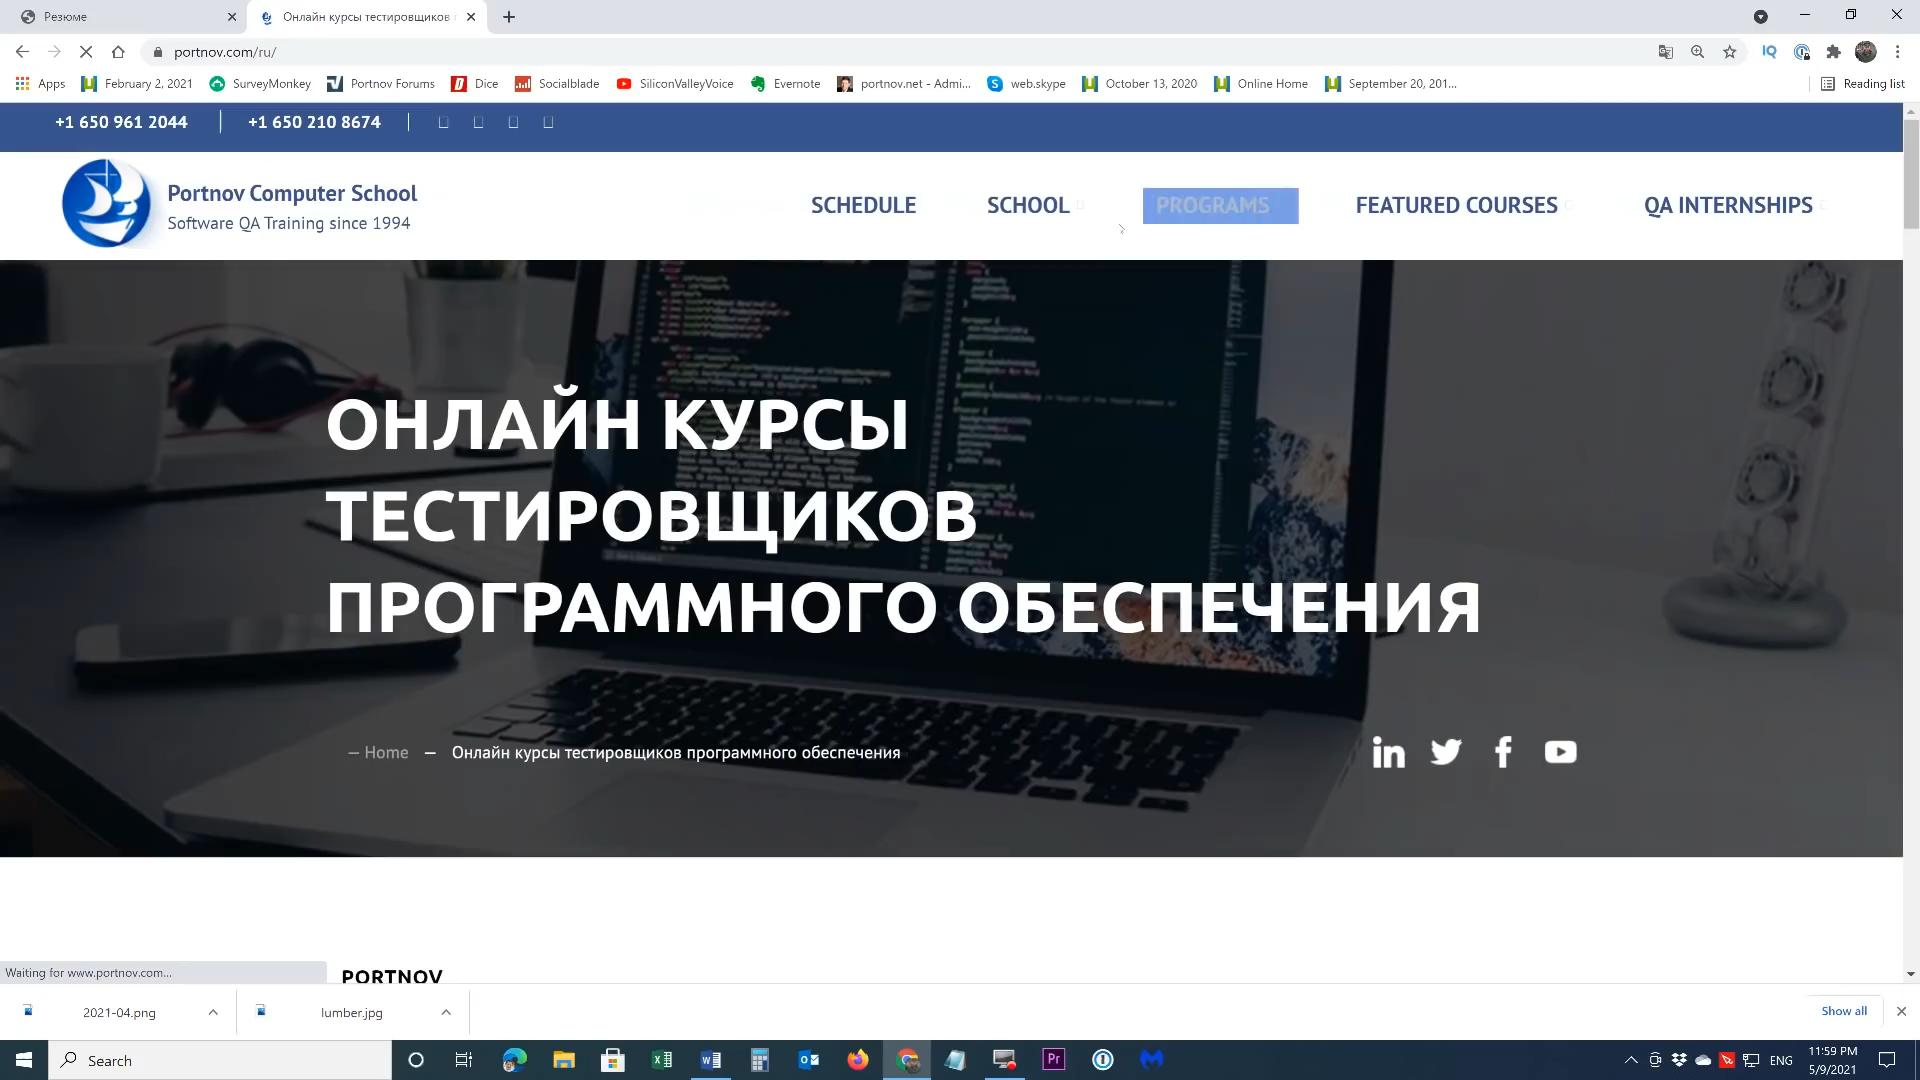 Резюме
Онлайн курсы тестировщиков
portnov.com/ru/
Apps
February 2, 2021
SurveyMonkey
Portnov Forums
Dice
Socialblade
SiliconValleyVoice
Evernote
portnov.net - Admi...
web.skype
October 13, 2020
Online Home
September 20, 201...
Reading list
+1 650 961 2044
+1 650 210 8674
Portnov Computer School
Software QA Training since 1994
SCHEDULE
SCHOOL
PROGRAMS
FEATURED COURSES
QA INTERNSHIPS
ОНЛАЙН КУРСЫ
ТЕСТИРОВЩИКОВ
ПРОГРАММНОГО ОБЕСПЕЧЕНИЯ
— Home — Онлайн курсы тестировщиков программного обеспечения
PORTNOV
Waiting for www.portnov.com...
2021-04.png
lumber.jpg
Show all
Search
ENG
11:59 PM
5/9/2021